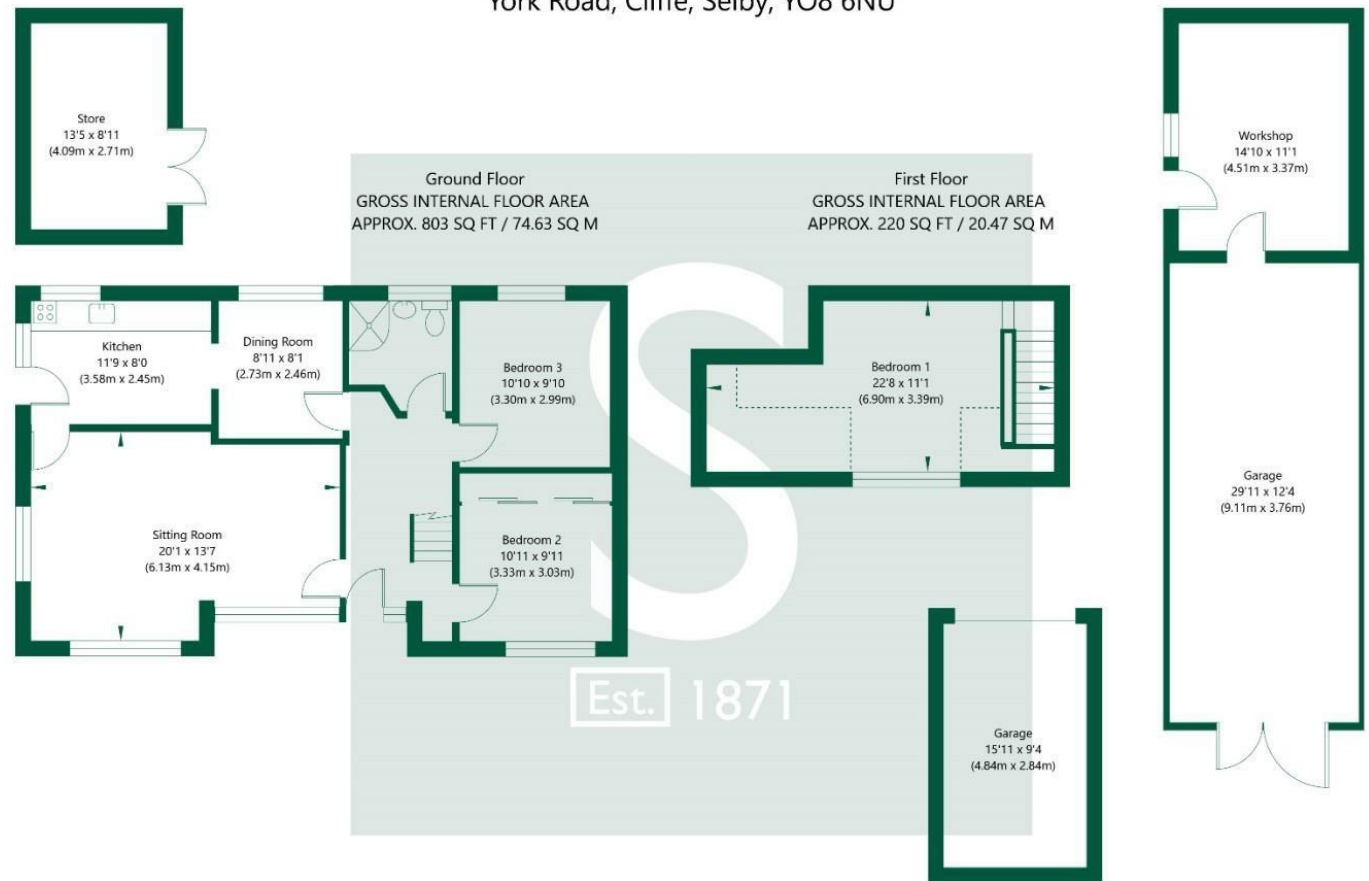 York Road, Cliffe, Selby, YO8 6NU
Store
13'5 x 8'11
(4.09m x 2.71m)
Workshop
14'10 x 11'1
(4.51m x 3.37m)
Ground Floor
GROSS INTERNAL FLOOR AREA
APPROX. 803 SQ FT / 74.63 SQ M
First Floor
GROSS INTERNAL FLOOR AREA
APPROX. 220 SQ FT / 20.47 SQ M
Kitchen
11'9 x 8'0
(3.58m x 2.45m)
Dining Room
8'11 x 8'1
(2.73m x 2.46m)
Bedroom 3
10'10 x 9'10
(3.30m x 2.99m)
Bedroom 1
22'8 x 11'1
(6.90m x 3.39m)
Sitting Room
20'1 x 13'7
(6.13m x 4.15m)
Bedroom 2
10'11 x 9'11
(3.33m x 3.03m)
Garage
29'11 x 12'4
(9.11m x 3.76m)
S
Est. 1871
Garage
15'11 x 9'4
(4.84m x 2.84m)